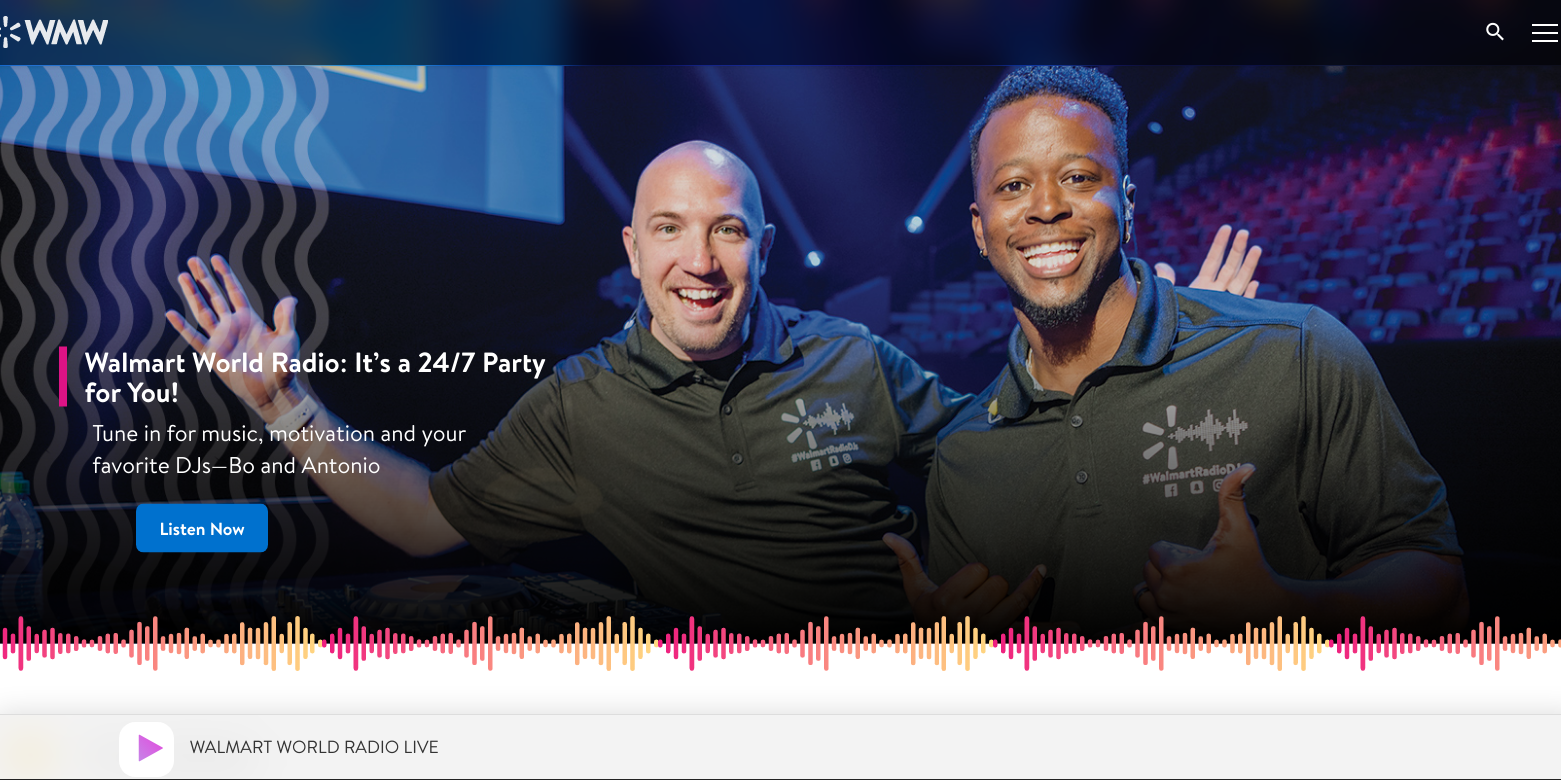 WMW
Walmart World Radio: It's a 24/7 Party
for You!
Tune in for music, motivation and your
favorite DJs—Bo and Antonio
#WalmartRadioDJs
#WalmartRadioDJs
Listen Now
WALMART WORLD RADIO LIVE